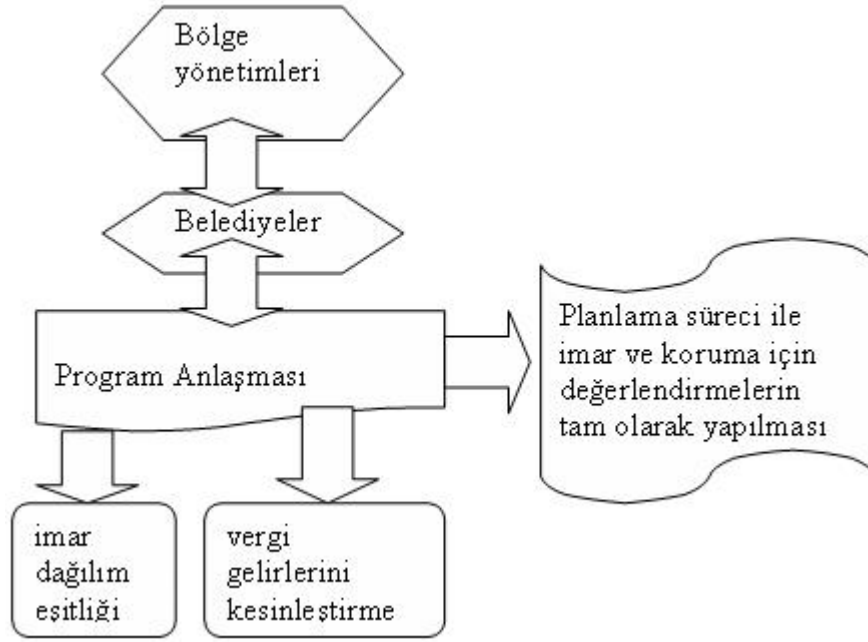 Bölge
yönetimleri
Belediyeler
Program Anlaşması
Planlama süreci ile
imar ve koruma için
değerlendirmelerin
tam olarak yapılması
imar
dağılım
eşitliği
vergi
gelirlerini
kesinleştirme